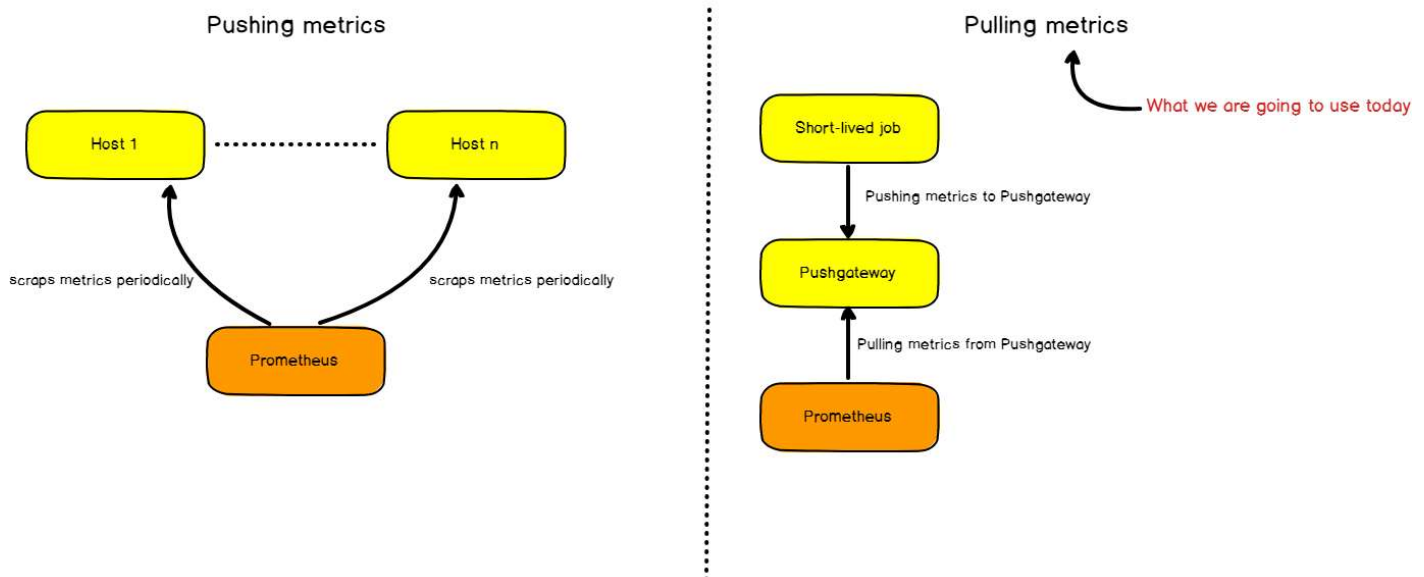 Pushing metrics
Host 1
Host n
scraps metrics periodically
scraps metrics periodically
Prometheus
Pulling metrics
What we are going to use today
Short-lived job
Pushing metrics to Pushgateway
Pushgateway
Pulling metrics from Pushgateway
Prometheus